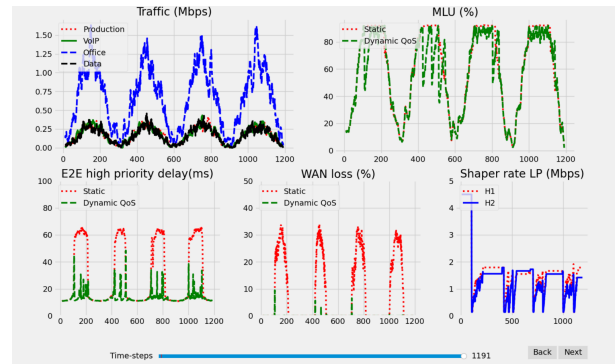 Traffic (Mbps)
Production
VoIP
Office
Data
1.50
1.25
1.00
0.75
0.50
0.25
0.00
0 200 400 600 800 1000 1200
MLU (%)
Static
Dynamic QoS
80
60
40
20
0
0 200 400 600 800 1000 1200
E2E high priority delay(ms)
Static
Dynamic QoS
100
80
60
40
20
0
0 200 400 600 800 1000 1200
WAN loss (%)
Static
Dynamic QoS
50
40
30
20
10
0
0 200 400 600 800 1000 1200
Shaper rate LP (Mbps)
H1
H2
5
4
3
2
1
0
0 500 1000
Time-steps 1191 Back Next